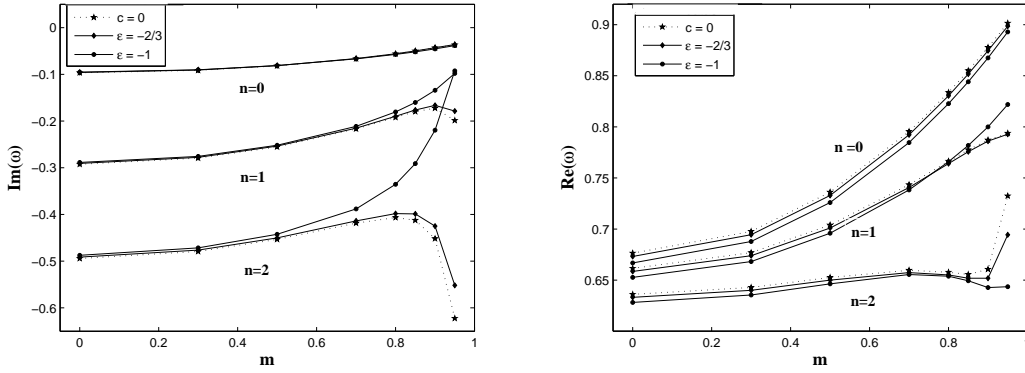 c = 0
ε = −2/3
ε = −1
0
−0.1
−0.2
−0.3
−0.4
−0.5
−0.6
Im(ω)
n=0
n=1
n=2
0 0.2 0.4 0.6 0.8 1
m
c = 0
ε = −2/3
ε = −1
0.9
0.85
0.8
0.75
0.7
0.65
Re(ω)
n =0
n=1
n=2
0 0.2 0.4 0.6 0.8 1
m